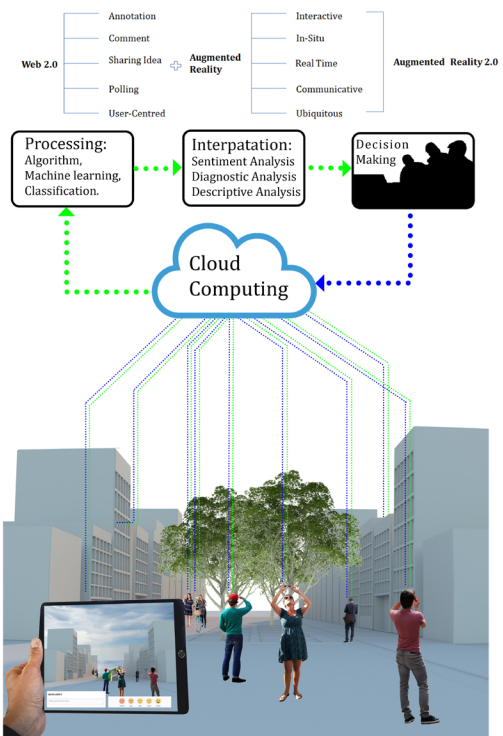 Annotation
Comment
Sharing Idea
Polling
User-Centred
Web 2.0
Augmented
Reality
Interactive
In-Situ
Real Time
Communicative
Ubiquitous
Augmented Reality 2.0
Processing:
Algorithm,
Machine learning,
Classification.
Interpatation:
Sentiment Analysis
Diagnostic Analysis
Descriptive Analysis
Decision
Making
Cloud
Computing